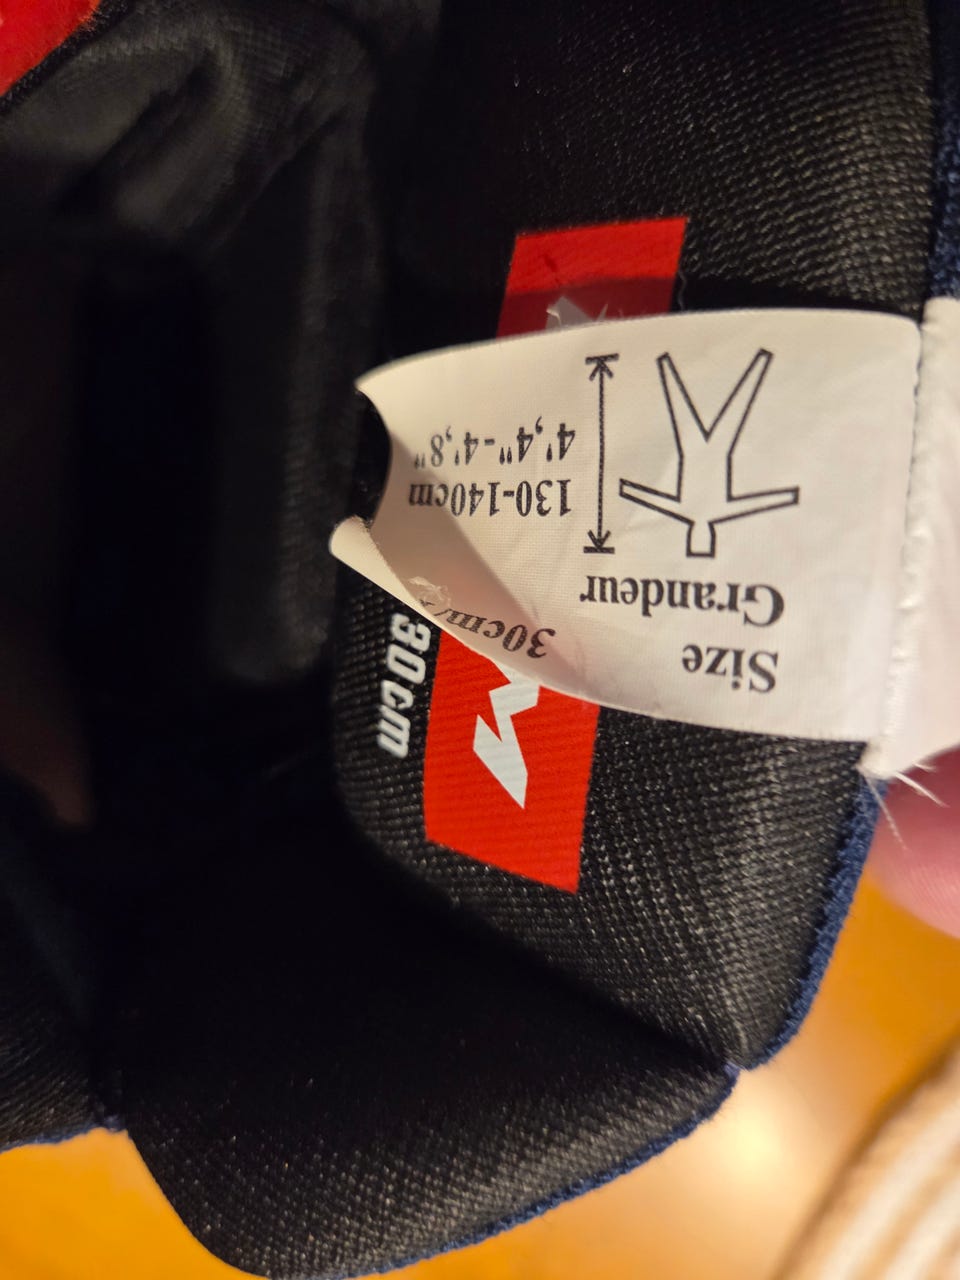 Size
Grandeur
30cm/
130-140cm
4',4"-4',8"
30cm